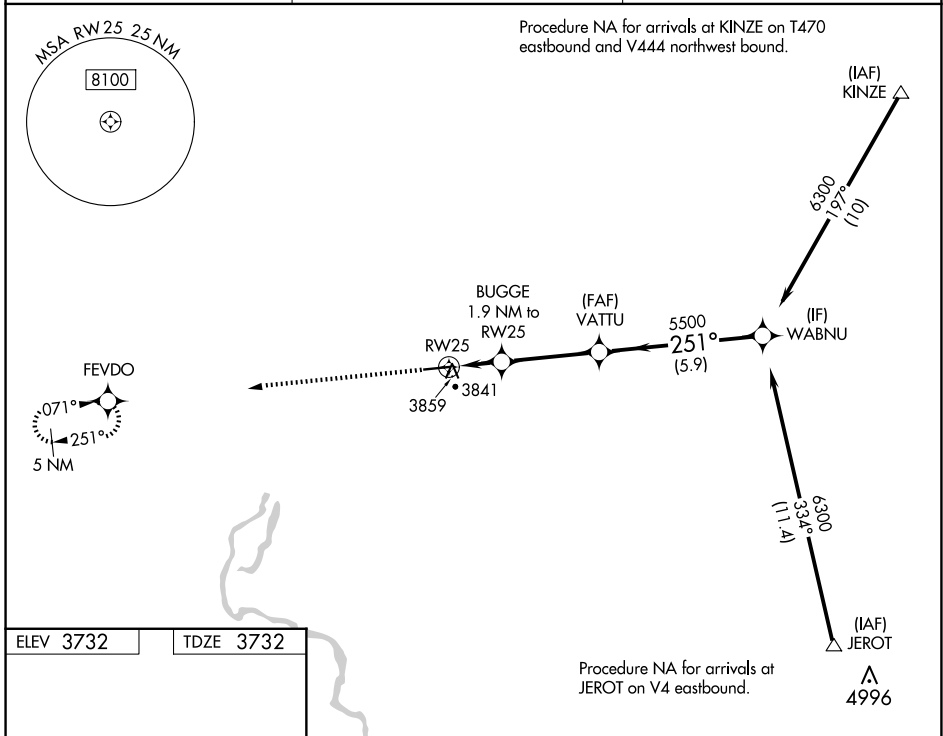 MSA RW25 25 NM
8100
Procedure NA for arrivals at KINZE on T470
eastbound and V444 northwest bound.
(IAF)
KINZE
6300
197°
(10)
BUGGE
1.9 NM to
RW25
(FAF)
VATTU
5500
251°
(5.9)
(IF)
WABNU
RW25
3841
3859
FEVDO
071°
251°
5 NM
6300
334°
(11.4)
(IAF)
JEROT
4996
Procedure NA for arrivals at
JEROT on V4 eastbound.
ELEV 3732
TDZE 3732